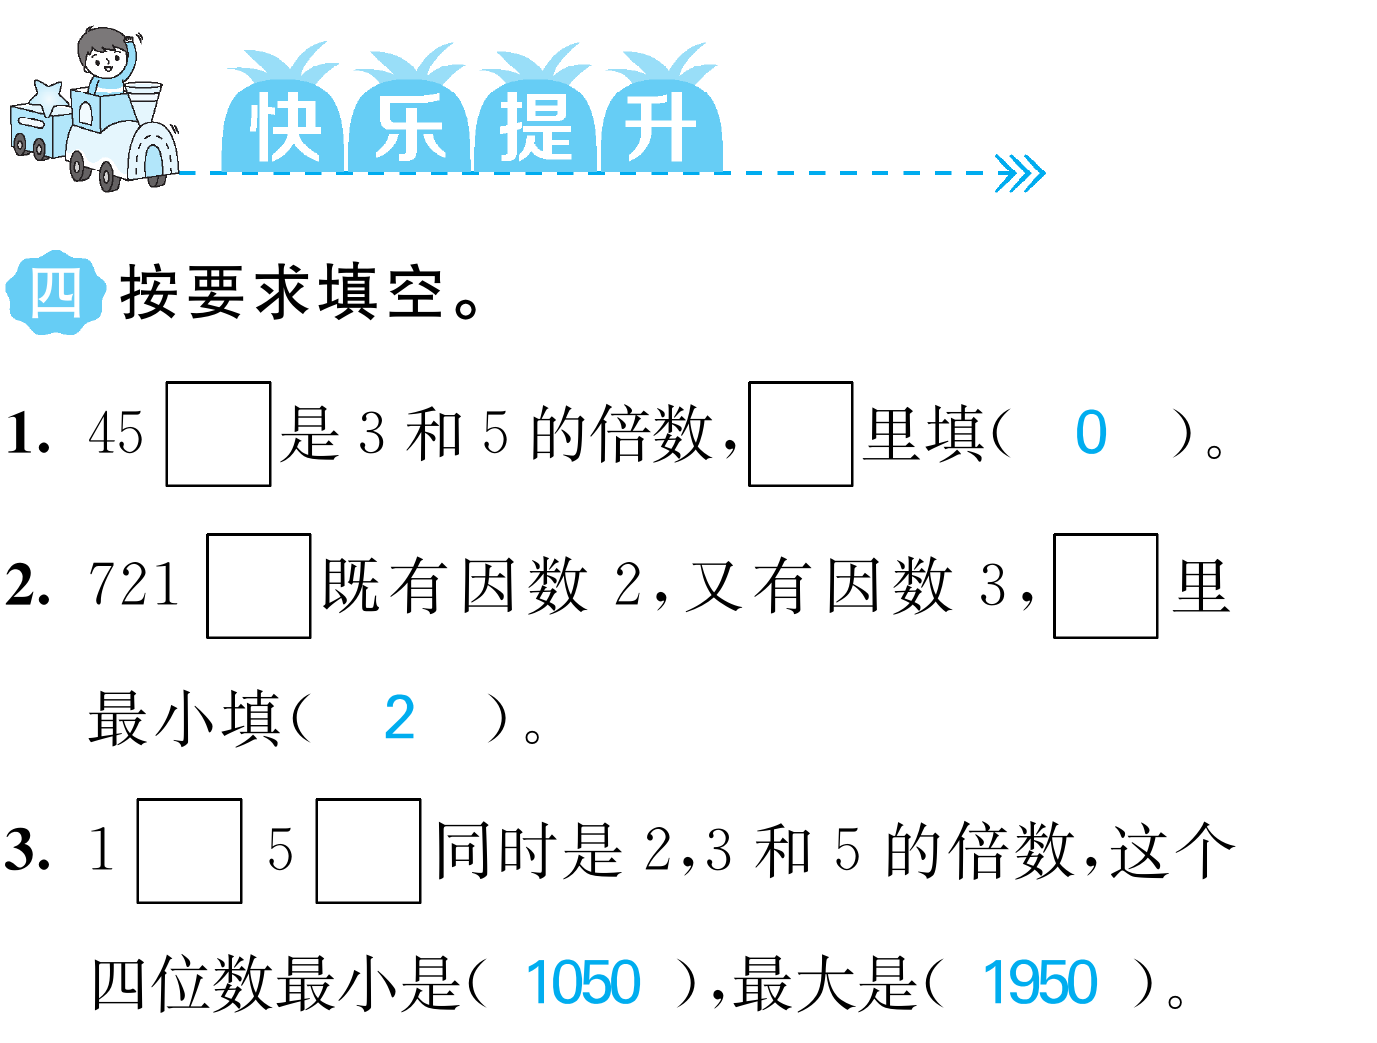 快乐提升
四 按要求填空。
1. 45□是 3 和 5 的倍数,□里填( 0 )。
2. 721□既有因数 2,又有因数 3,□里
最小填( 2 )。
3. 1□5□同时是 2,3 和 5 的倍数,这个
四位数最小是( 1050 ),最大是( 1950 )。